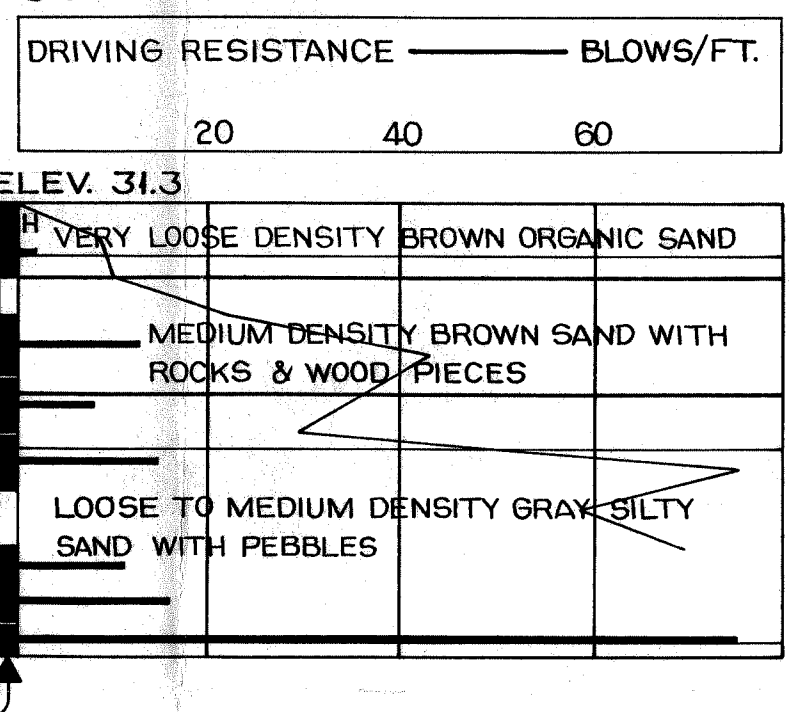 DRIVING RESISTANCE BLOWS/FT.
20 40 60
ELEV. 31.3
H
VERY LOOSE DENSITY BROWN ORGANIC SAND
MEDIUM DENSITY BROWN SAND WITH
ROCKS & WOOD PIECES
LOOSE TO MEDIUM DENSITY GRAY SILTY
SAND WITH PEBBLES